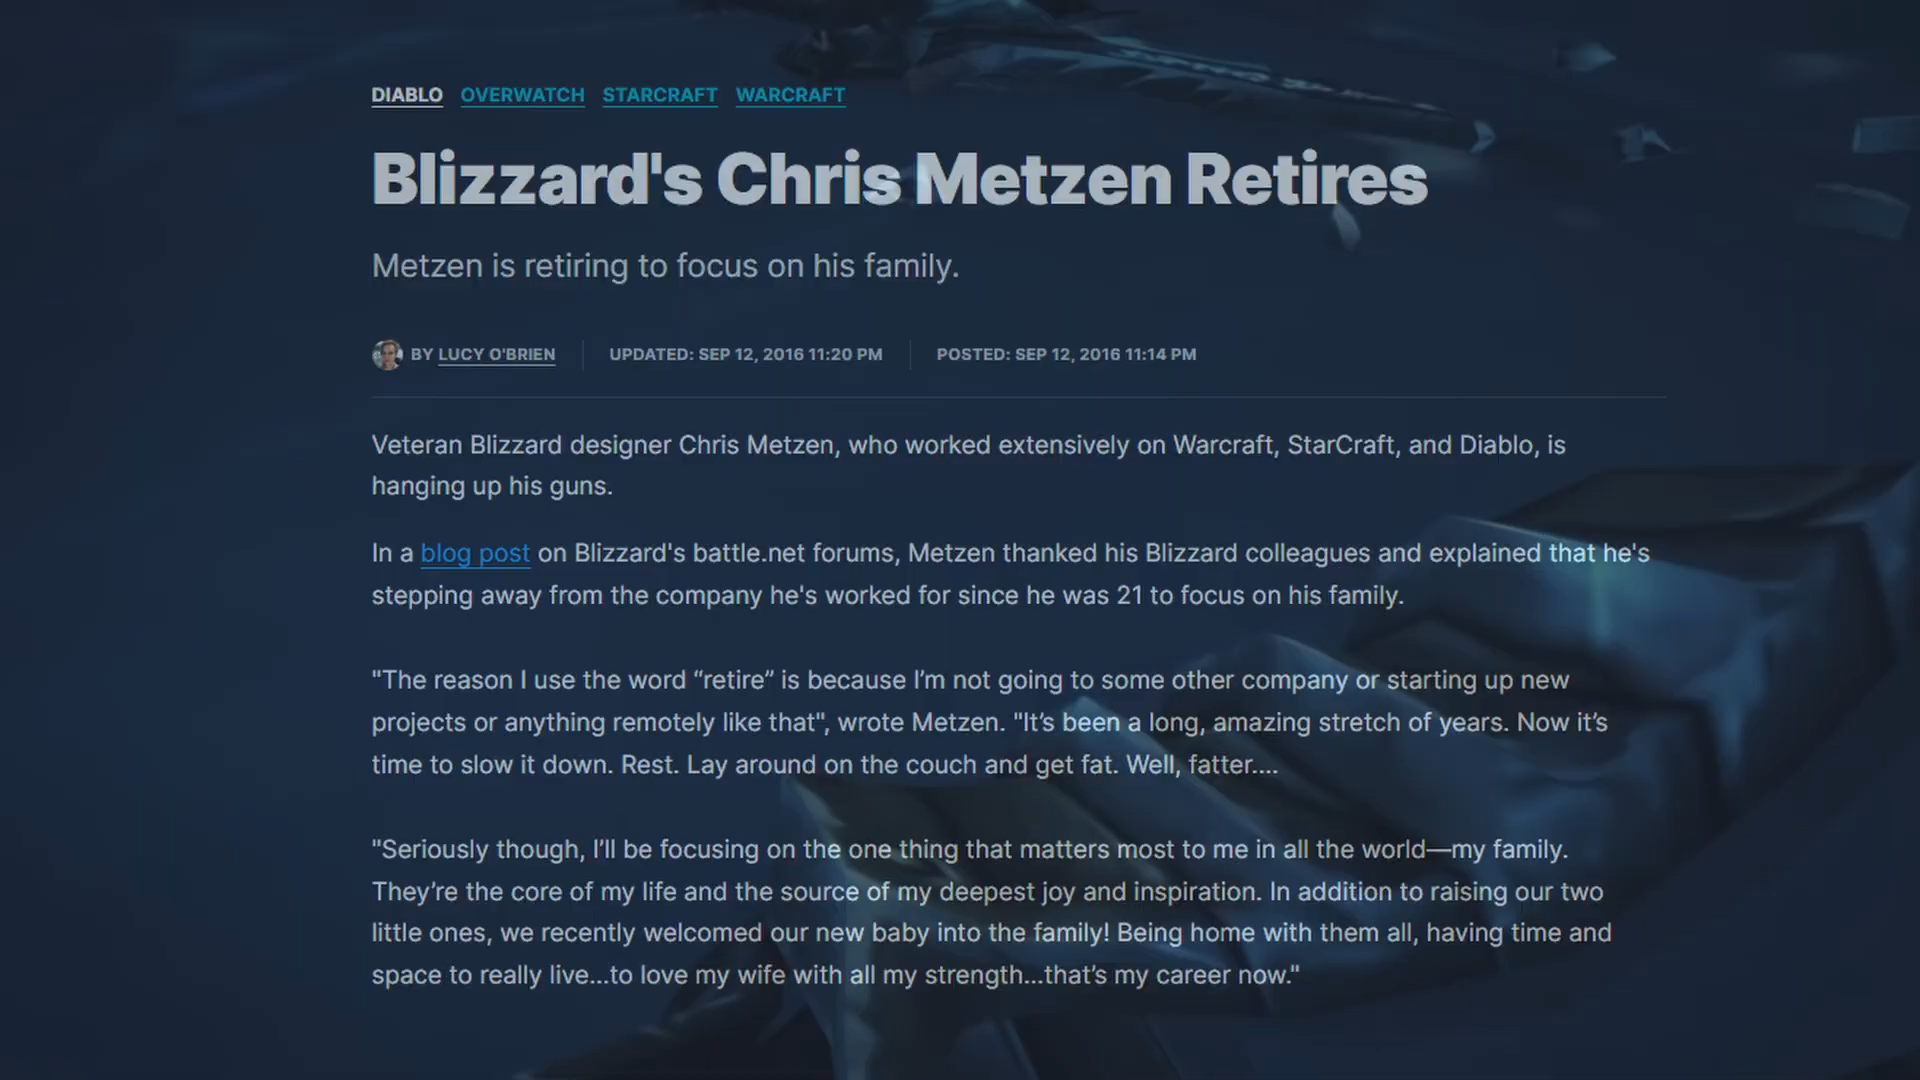 DIABLO OVERWATCH STARCRAFT WARCRAFT
Blizzard's Chris Metzen Retires
Metzen is retiring to focus on his family.
BY LUCY O'BRIEN UPDATED: SEP 12, 2016 11:20 PM POSTED: SEP 12, 2016 11:14 PM
Veteran Blizzard designer Chris Metzen, who worked extensively on Warcraft, StarCraft, and Diablo, is
hanging up his guns.
In a blog post on Blizzard's battle.net forums, Metzen thanked his Blizzard colleagues and explained that he's
stepping away from the company he's worked for since he was 21 to focus on his family.
"The reason I use the word “retire” is because I’m not going to some other company or starting up new
projects or anything remotely like that", wrote Metzen. "It’s been a long, amazing stretch of years. Now it’s
time to slow it down. Rest. Lay around on the couch and get fat. Well, fatter....
"Seriously though, I’ll be focusing on the one thing that matters most to me in all the world—my family.
They’re the core of my life and the source of my deepest joy and inspiration. In addition to raising our two
little ones, we recently welcomed our new baby into the family! Being home with them all, having time and
space to really live...to love my wife with all my strength...that’s my career now."